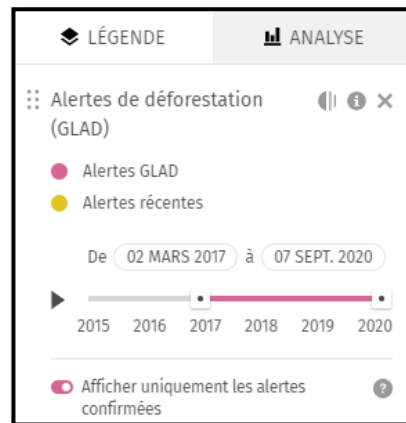 LÉGENDE ANALYSE
Alertes de déforestation
(GLAD)
Alertes GLAD
Alertes récentes
De 02 MARS 2017 à 07 SEPT. 2020
2015 2016 2017 2018 2019 2020
Afficher uniquement les alertes ?
confirmées